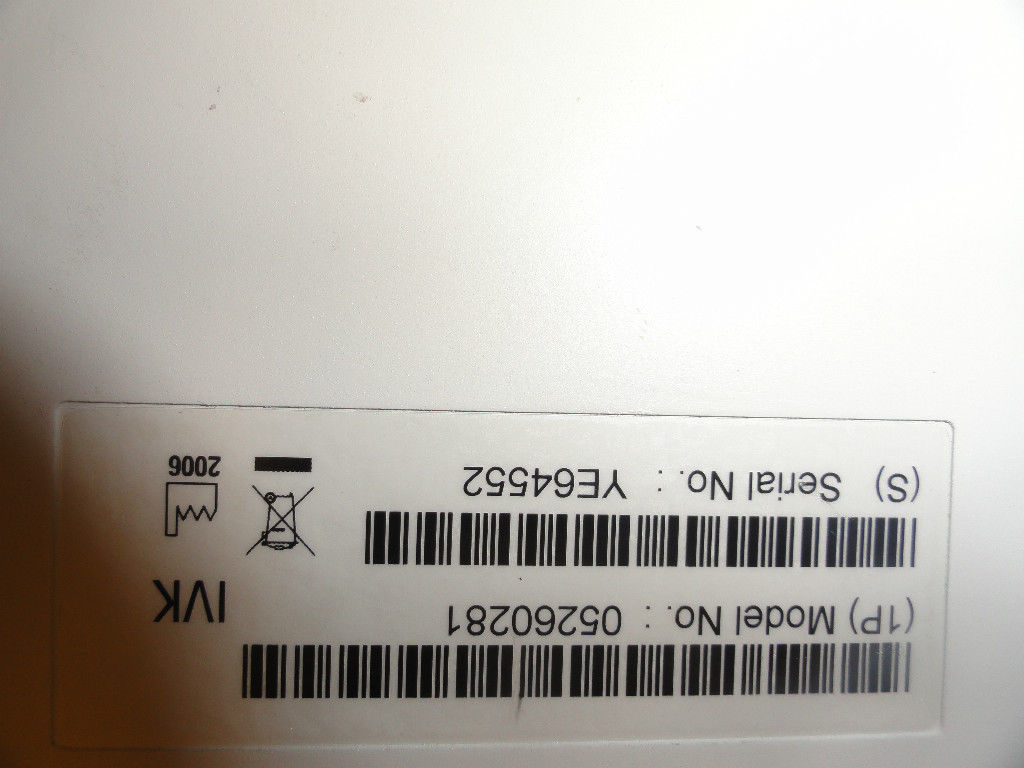 (1P) Model No. : 05260281
IVK
(S) Serial No. : YE64552
2006